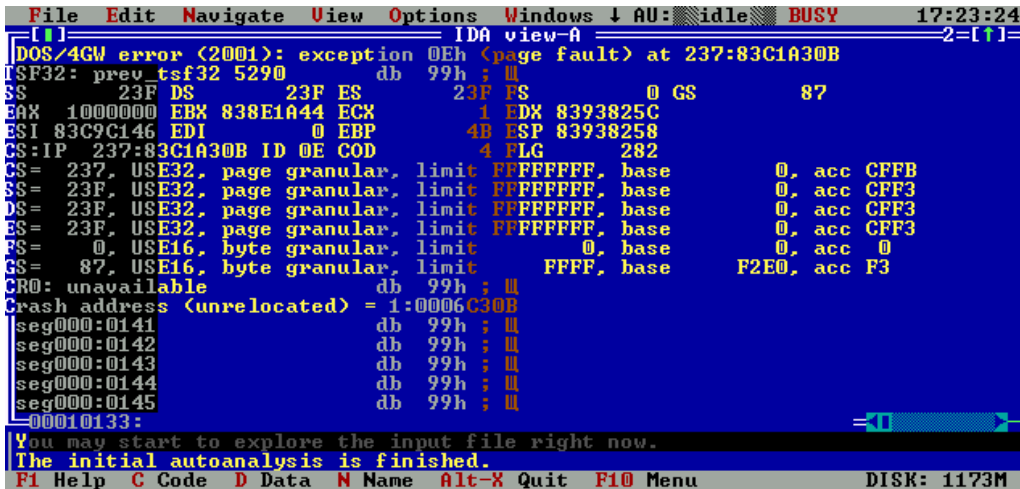 File Edit Navigate View Options Windows ↓ AU:░░idle░░ BUSY 17:23:24
[▮] IDA view-A 2=[↑]
DOS/4GW error (2001): exception 0Eh (page fault) at 237:83C1A30B
TSF32: prev_tsf32 5290 db 99h ; Щ
SS 23F DS 23F ES 23F FS 0 GS 87
EAX 1000000 EBX 838E1A44 ECX 1 EDX 8393825C
ESI 83C9C146 EDI 0 EBP 4B ESP 83938258
CS:IP 237:83C1A30B ID 0E COD 4 FLG 282
CS= 237, USE32, page granular, limit FFFFFFFF, base 0, acc CFFB
SS= 23F, USE32, page granular, limit FFFFFFFF, base 0, acc CFF3
DS= 23F, USE32, page granular, limit FFFFFFFF, base 0, acc CFF3
ES= 23F, USE32, page granular, limit FFFFFFFF, base 0, acc CFF3
FS= 0, USE16, byte granular, limit 0, base 0, acc 0
GS= 87, USE16, byte granular, limit FFFF, base F2E0, acc F3
CR0: unavailable db 99h ; Щ
Crash address (unrelocated) = 1:0006C30B
seg000:0141 db 99h ; Щ
seg000:0142 db 99h ; Щ
seg000:0143 db 99h ; Щ
seg000:0144 db 99h ; Щ
seg000:0145 db 99h ; Щ
00010133:
You may start to explore the input file right now.
The initial autoanalysis is finished.
F1 Help C Code D Data N Name Alt-X Quit F10 Menu DISK: 1173M